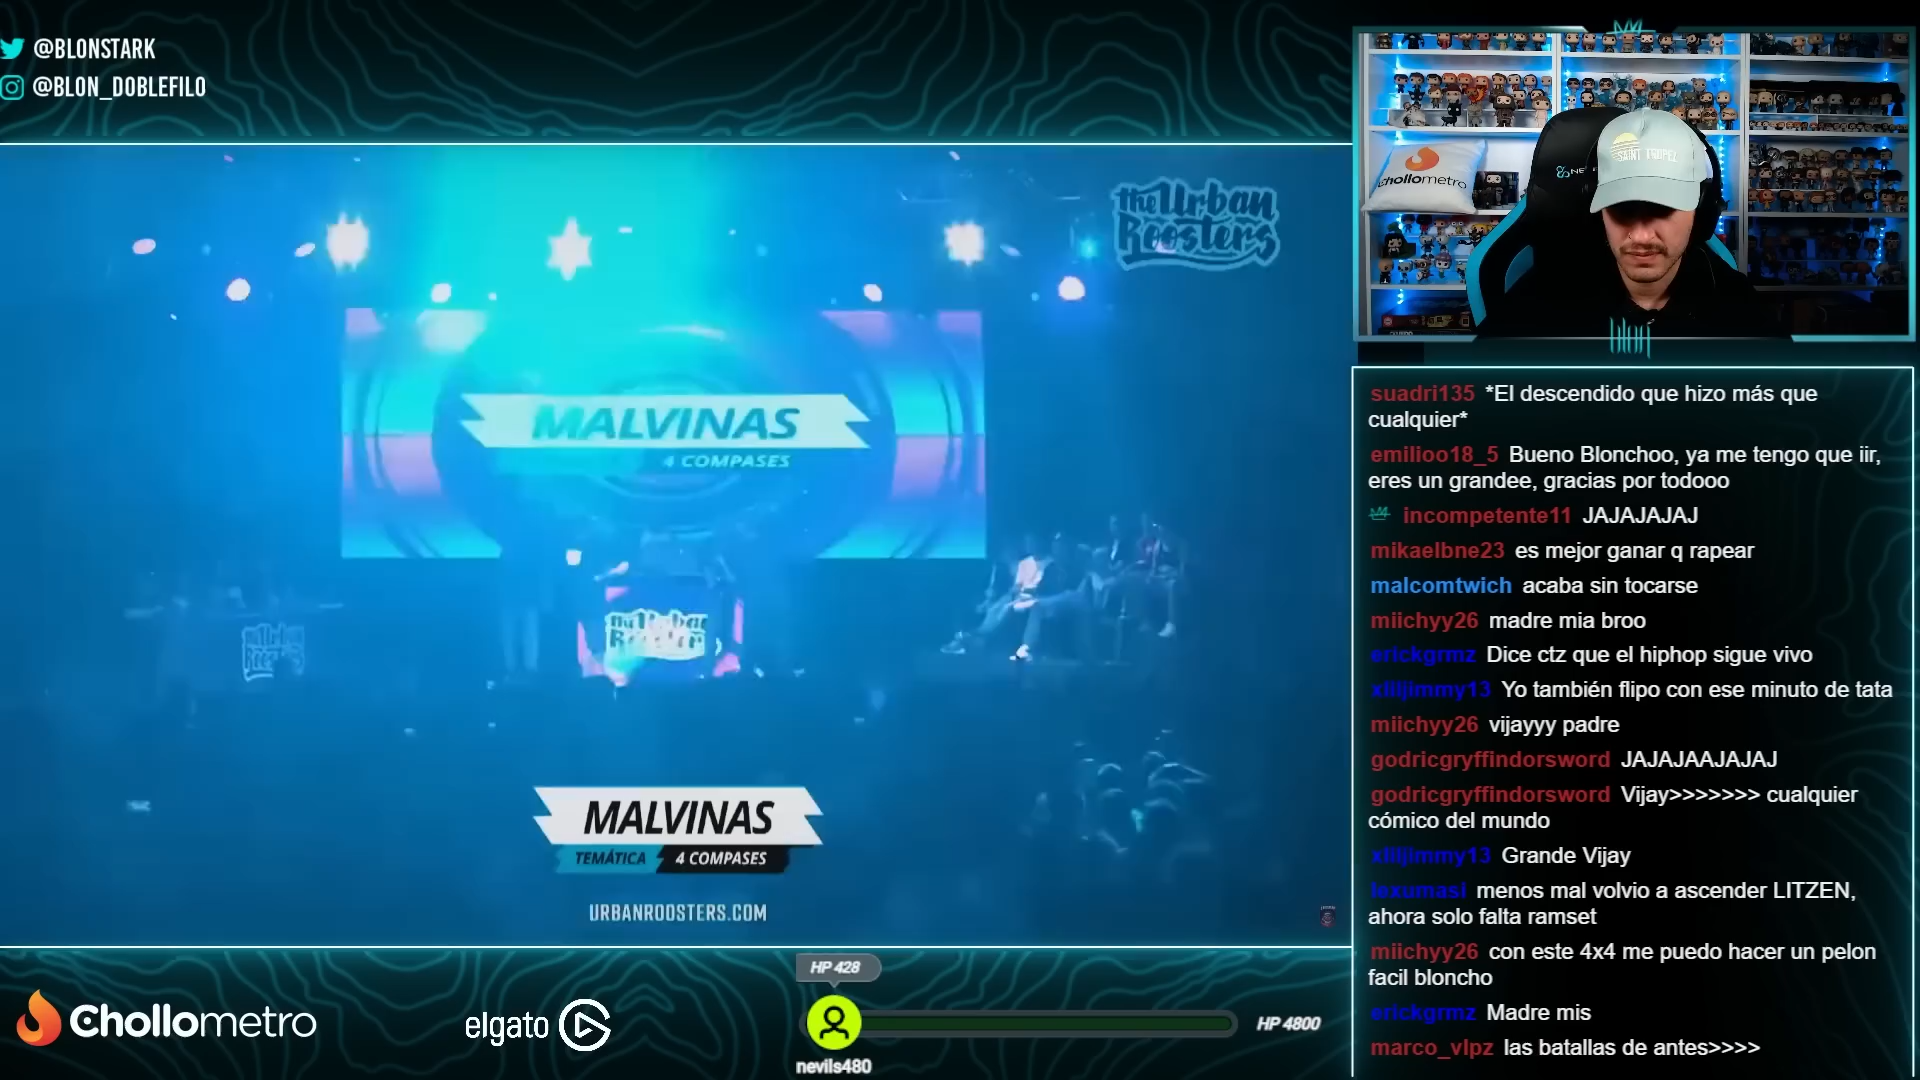 @BLONSTARK
@BLON_DOBLEFILO
the Urban
Roosters
MALVINAS
4 COMPASES
MALVINAS
TEMÁTICA 4 COMPASES
URBANROOSTERS.COM
Chollometro
elgato
HP 428
HP 4800
nevils480
SAINT TROPEZ
chollometro
blon
suadri135 *El descendido que hizo más que
cualquier*
emilioo18_5 Bueno Blonchoo, ya me tengo que iir,
eres un grandee, gracias por todooo
incompetente11 JAJAJAJAJ
mikaelbne23 es mejor ganar q rapear
malcomtwich acaba sin tocarse
miichyy26 madre mia broo
erickgrmz Dice ctz que el hiphop sigue vivo
xliljimmy13 Yo también flipo con ese minuto de tata
miichyy26 vijayyy padre
godricgryffindorsword JAJAJAAJAJAJ
godricgryffindorsword Vijay>>>>>>> cualquier
cómico del mundo
xliljimmy13 Grande Vijay
lexumasi menos mal volvio a ascender LITZEN,
ahora solo falta ramset
miichyy26 con este 4x4 me puedo hacer un pelon
facil bloncho
erickgrmz Madre mis
marco_vlpz las batallas de antes>>>>